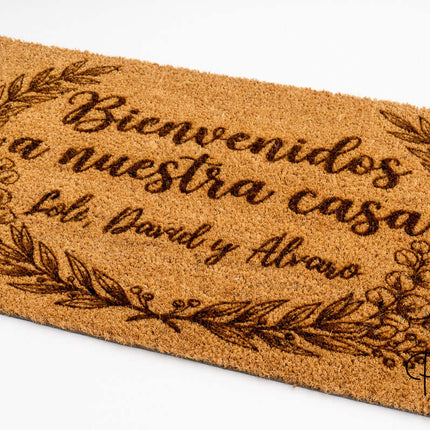 Bienvenidos
a nuestra casa
Loli, David y Alvaro